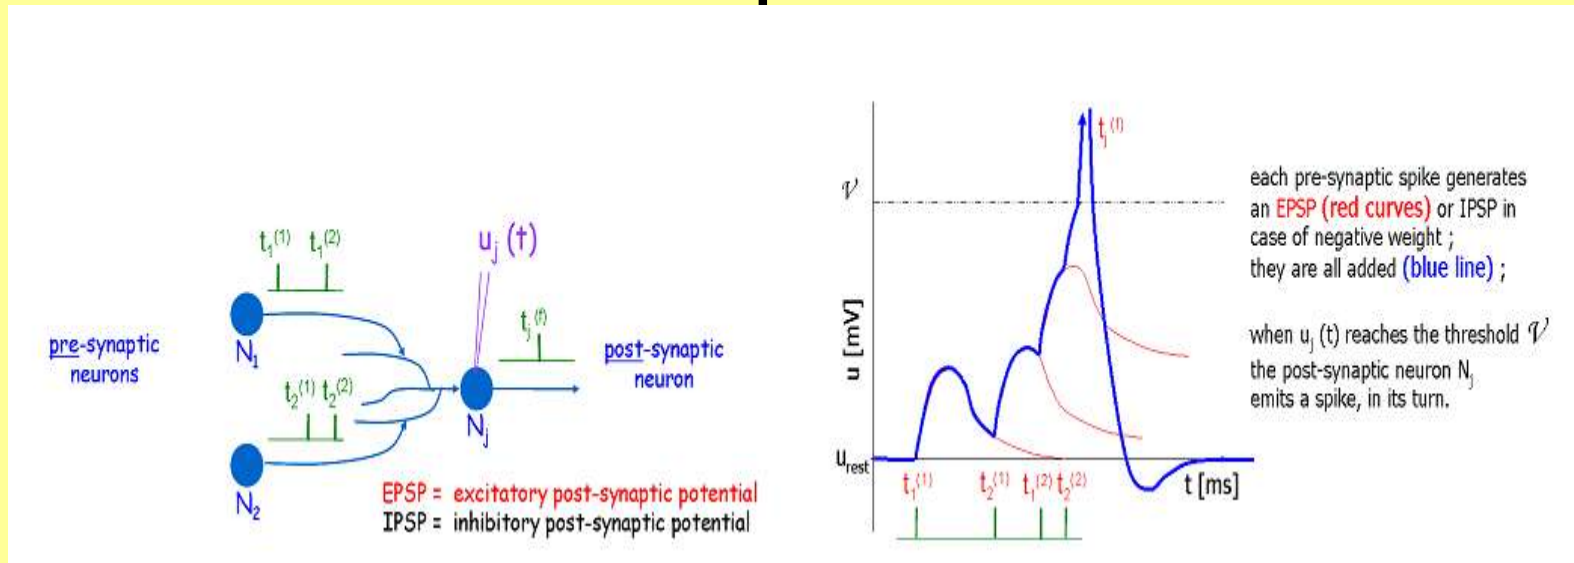 t₁⁽¹⁾ t₁⁽²⁾
N₁
pre-synaptic
neurons
t₂⁽¹⁾ t₂⁽²⁾
N₂
uⱼ (t)
tⱼ⁽ᶠ⁾
Nⱼ
post-synaptic
neuron
EPSP = excitatory post-synaptic potential
IPSP = inhibitory post-synaptic potential
tⱼ⁽ᶠ⁾
𝒱
u [mV]
uᵣₑₛₜ
t₁⁽¹⁾ t₂⁽¹⁾ t₁⁽²⁾ t₂⁽²⁾
t [ms]
each pre-synaptic spike generates
an EPSP (red curves) or IPSP in
case of negative weight ;
they are all added (blue line) ;
when uⱼ (t) reaches the threshold 𝒱
the post-synaptic neuron Nⱼ
emits a spike, in its turn.